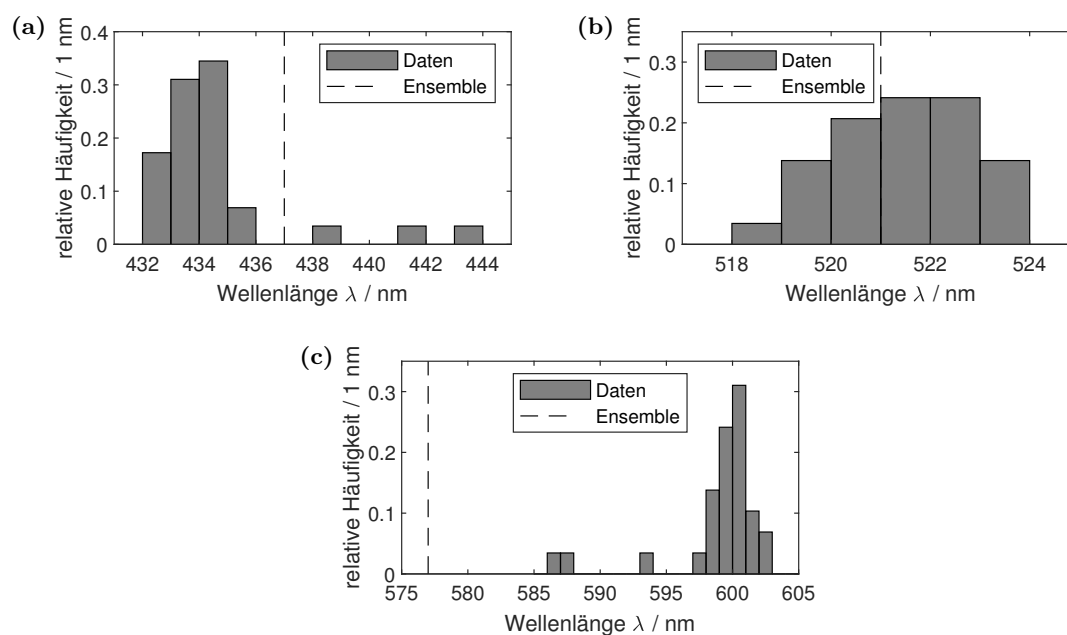 (a)
relative Häufigkeit / 1 nm
0.4
0.3
0.2
0.1
0
432 434 436 438 440 442 444
Wellenlänge λ / nm
Daten
Ensemble
(b)
relative Häufigkeit / 1 nm
0.3
0.2
0.1
0
518 520 522 524
Wellenlänge λ / nm
Daten
Ensemble
(c)
relative Häufigkeit / 1 nm
0.3
0.2
0.1
0
575 580 585 590 595 600 605
Wellenlänge λ / nm
Daten
Ensemble